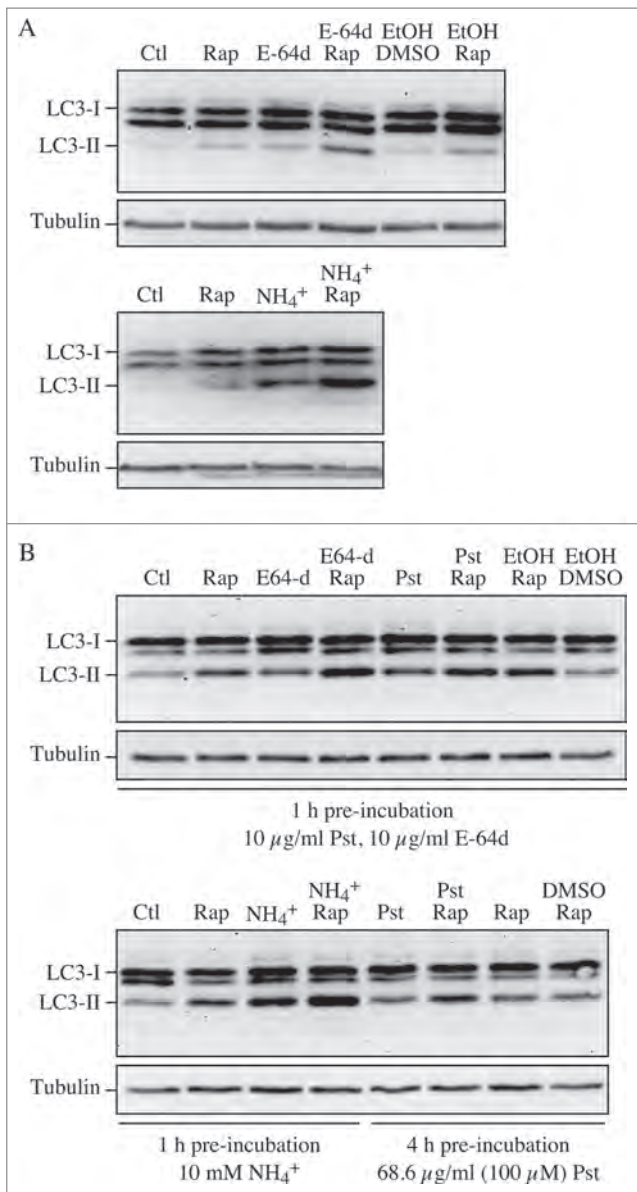 A
E-64d EtOH EtOH
Ctl Rap E-64d Rap DMSO Rap
LC3-I
LC3-II
Tubulin
NH₄⁺
Ctl Rap NH₄⁺ Rap
LC3-I
LC3-II
Tubulin
B
E64-d Pst EtOH EtOH
Ctl Rap E64-d Rap Pst Rap Rap DMSO
LC3-I
LC3-II
Tubulin
1 h pre-incubation
10 µg/ml Pst, 10 µg/ml E-64d
NH₄⁺ Pst DMSO
Ctl Rap NH₄⁺ Rap Pst Rap Rap Rap
LC3-I
LC3-II
Tubulin
1 h pre-incubation 4 h pre-incubation
10 mM NH₄⁺ 68.6 µg/ml (100 µM) Pst